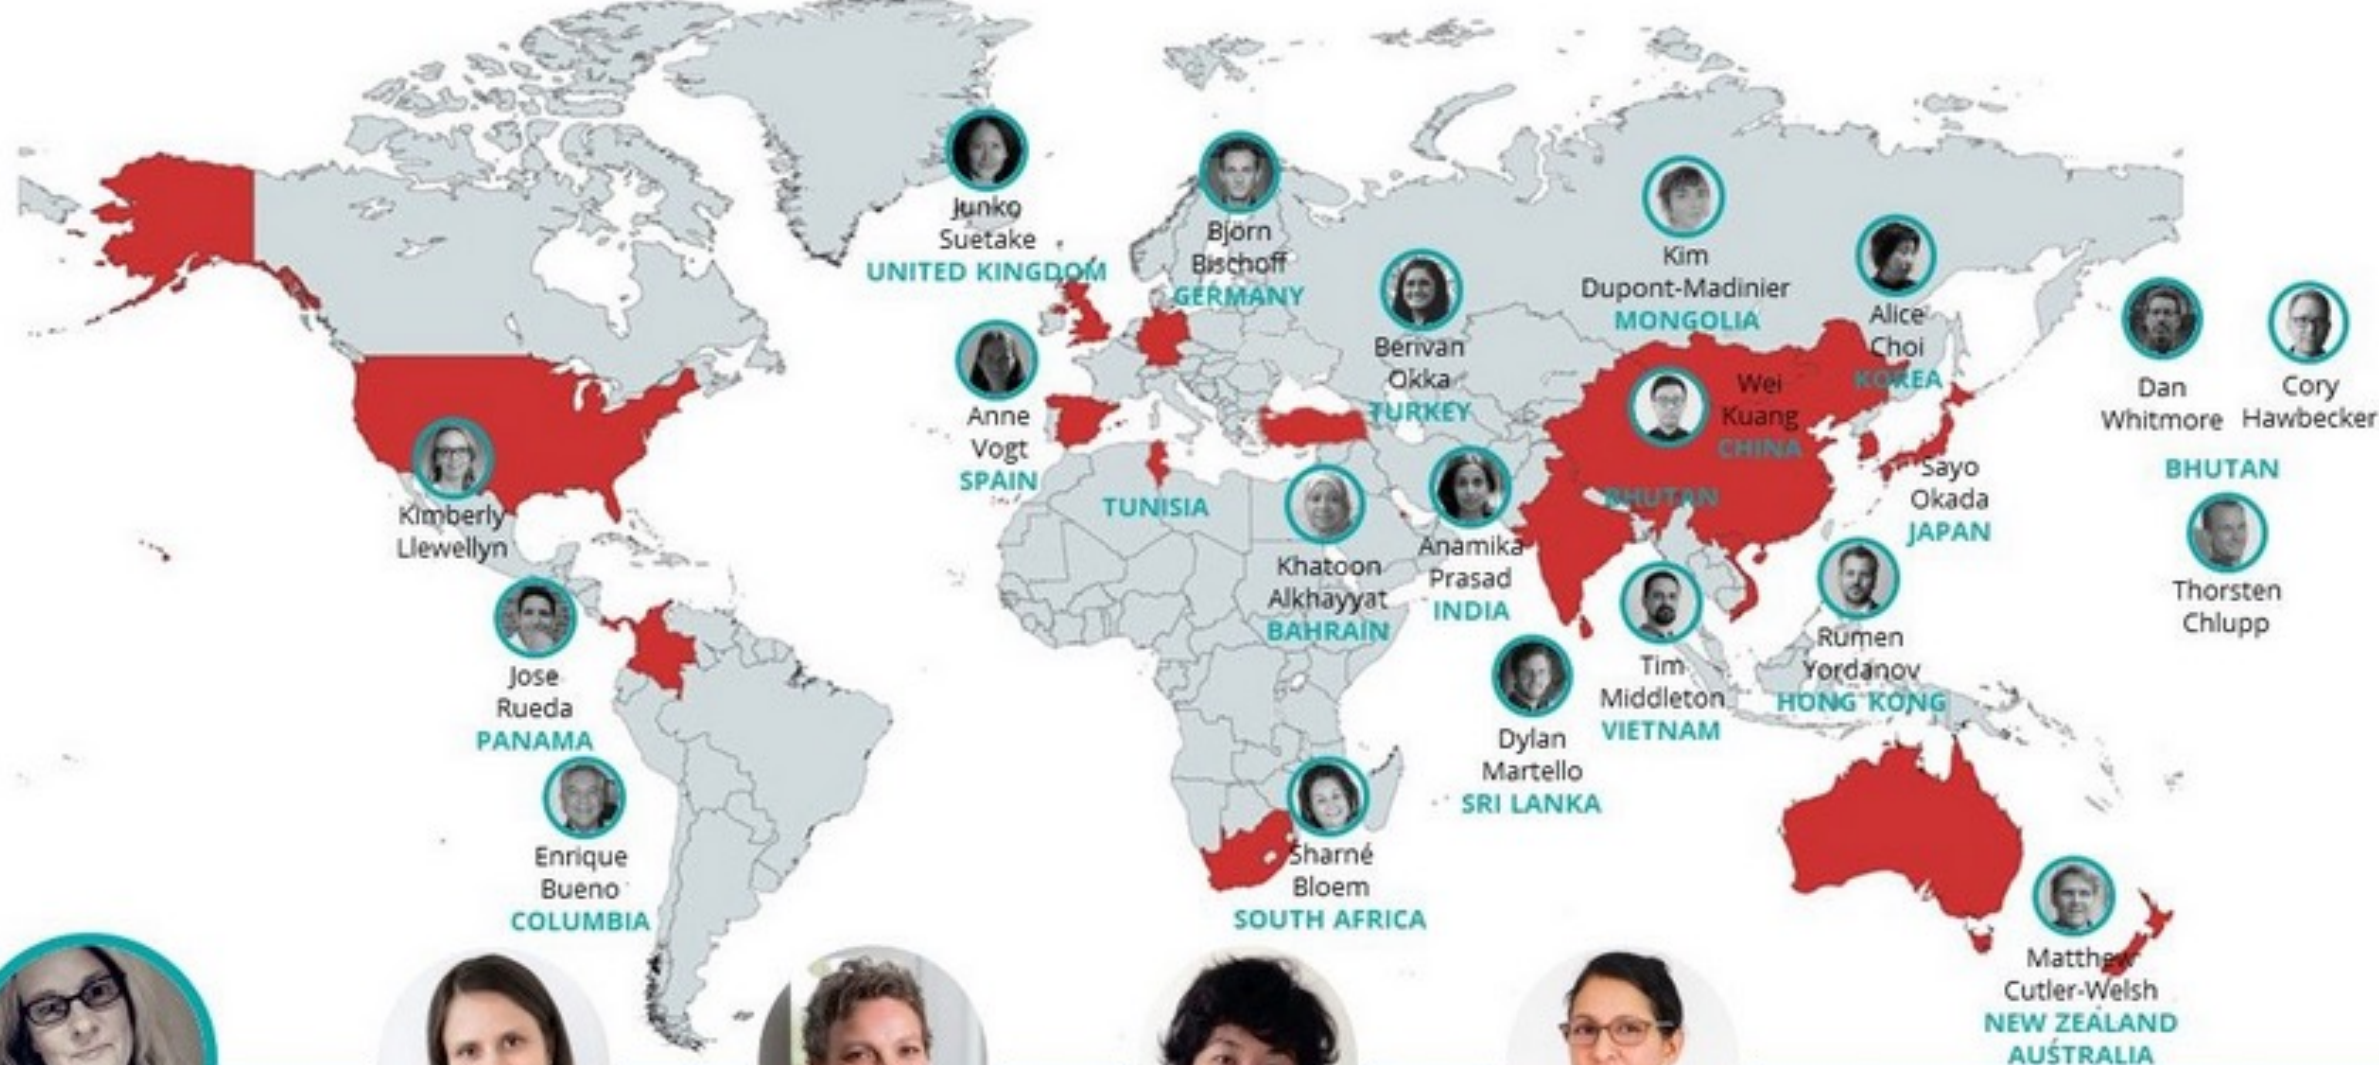 Junko
Suetake
UNITED KINGDOM
Björn
Bischoff
GERMANY
Kim
Dupont-Madinier
MONGOLIA
Alice
Choi
KOREA
Berivan
Okka
TURKEY
Dan
Whitmore
Cory
Hawbecker
BHUTAN
Thorsten
Chlupp
Anne
Vogt
SPAIN
Wei
Kuang
CHINA
BHUTAN
Sayo
Okada
JAPAN
TUNISIA
Kimberly
Llewellyn
Khatoon
Alkhayyat
BAHRAIN
Anamika
Prasad
INDIA
Jose
Rueda
PANAMA
Tim
Middleton
VIETNAM
Rumen
Yordanov
HONG KONG
Dylan
Martello
SRI LANKA
Enrique
Bueno
COLUMBIA
Sharné
Bloem
SOUTH AFRICA
Matthew
Cutler-Welsh
NEW ZEALAND
AUSTRALIA